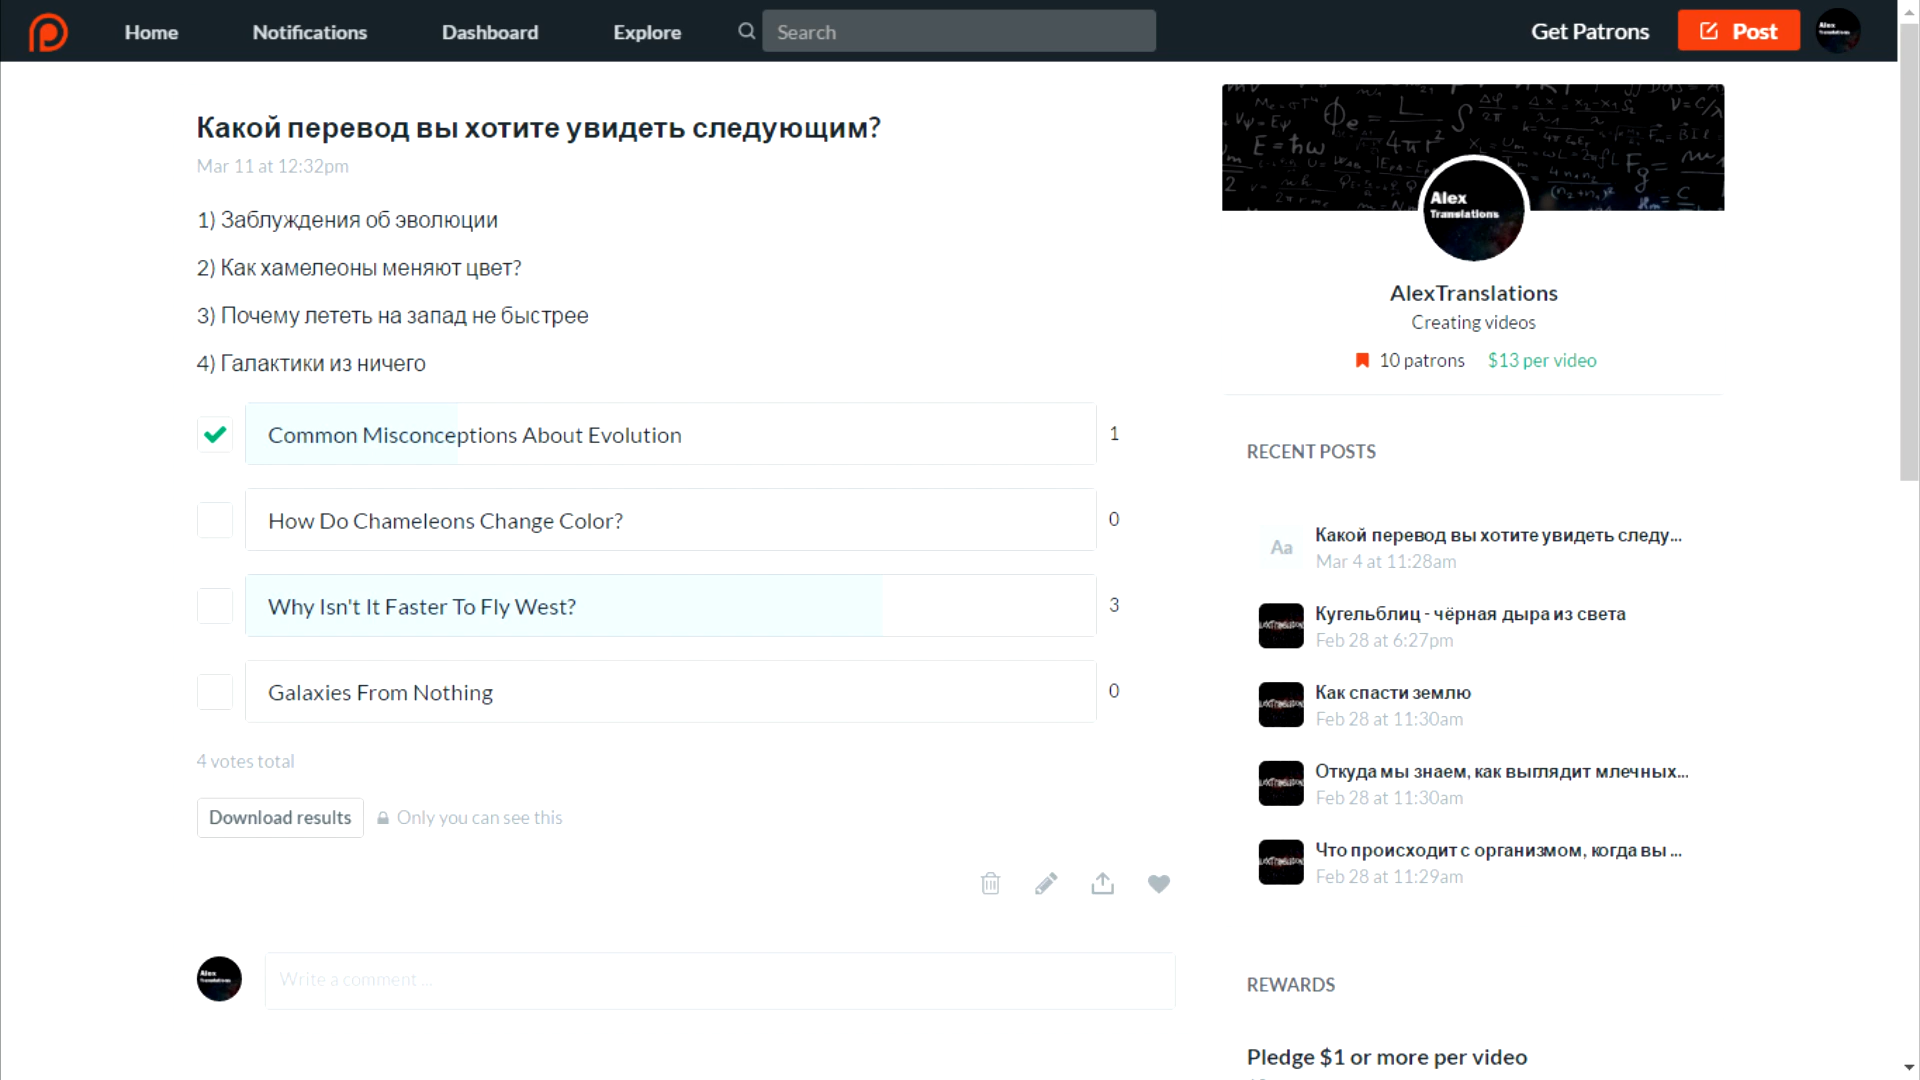 Home Notifications Dashboard Explore Search Get Patrons Post
Какой перевод вы хотите увидеть следующим?
Mar 11 at 12:32pm
1) Заблуждения об эволюции
2) Как хамелеоны меняют цвет?
3) Почему лететь на запад не быстрее
4) Галактики из ничего
Common Misconceptions About Evolution 1
How Do Chameleons Change Color? 0
Why Isn't It Faster To Fly West? 3
Galaxies From Nothing 0
4 votes total
Download results Only you can see this
Write a comment ...
Alex
Translations
AlexTranslations
Creating videos
10 patrons $13 per video
RECENT POSTS
Aa
Какой перевод вы хотите увидеть следу...
Mar 4 at 11:28am
Кугельблиц - чёрная дыра из света
Feb 28 at 6:27pm
Как спасти землю
Feb 28 at 11:30am
Откуда мы знаем, как выглядит млечных...
Feb 28 at 11:30am
Что происходит с организмом, когда вы ...
Feb 28 at 11:29am
REWARDS
Pledge $1 or more per video